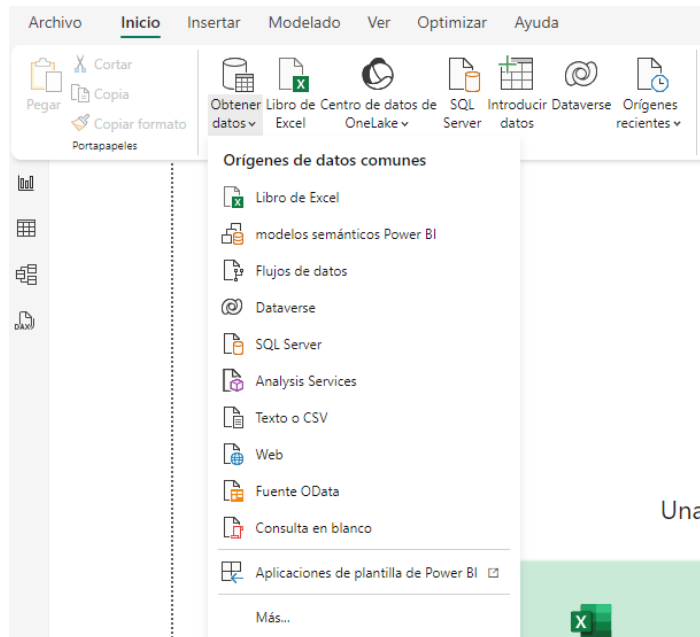 Archivo Inicio Insertar Modelado Ver Optimizar Ayuda
Pegar
Cortar
Copia
Copiar formato
Portapapeles
Obtener datos
Libro de Excel
Centro de datos de OneLake
SQL Server
Introducir datos
Dataverse
Orígenes recientes
Orígenes de datos comunes
Libro de Excel
modelos semánticos Power BI
Flujos de datos
Dataverse
SQL Server
Analysis Services
Texto o CSV
Web
Fuente OData
Consulta en blanco
Aplicaciones de plantilla de Power BI
Más...
DAX
Una